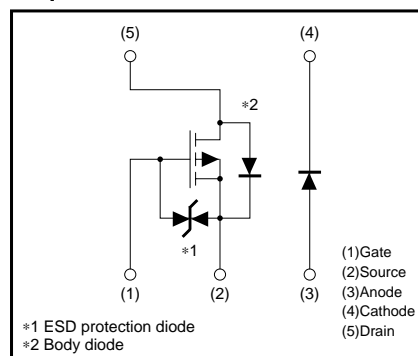 (5) (4)
∗2
∗1
(1) (2) (3)
(1)Gate
(2)Source
(3)Anode
(4)Cathode
(5)Drain
∗1 ESD protection diode
∗2 Body diode